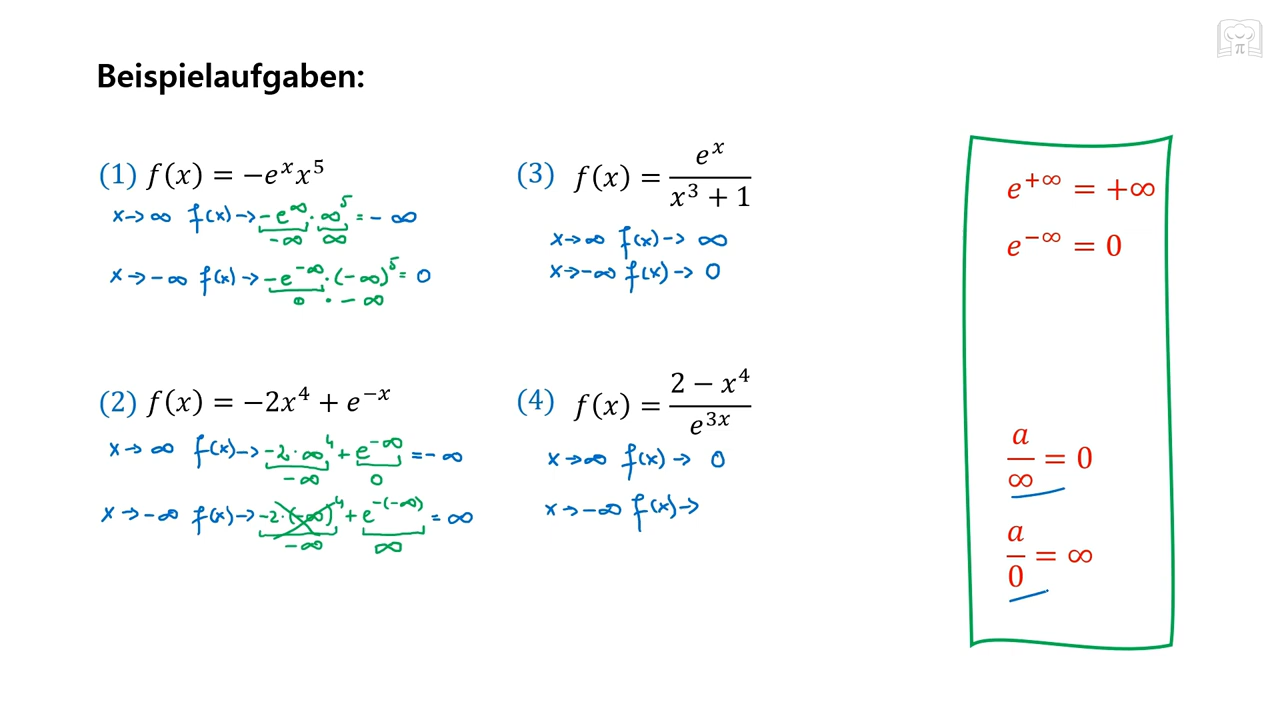 Beispielaufgaben:
(1) f(x) = −eˣx⁵
x→∞ f(x)→ −e^∞ · ∞⁵ = −∞
−∞ ∞
x→−∞ f(x)→ −e^−∞ · (−∞)⁵ = 0
0 · −∞
(2) f(x) = −2x⁴ + e^−x
x→∞ f(x)→ −2·∞⁴ + e^−∞ = −∞
−∞ 0
x→−∞ f(x)→ −2·(−∞)⁴ + e^−(−∞) = ∞
−∞ ∞
(3) f(x) = eˣ / x³ + 1
x→∞ f(x)→ ∞
x→−∞ f(x)→ 0
(4) f(x) = 2 − x⁴ / e^3x
x→∞ f(x)→ 0
x→−∞ f(x)→
e^+∞ = +∞
e^−∞ = 0
a/∞ = 0
a/0 = ∞
π